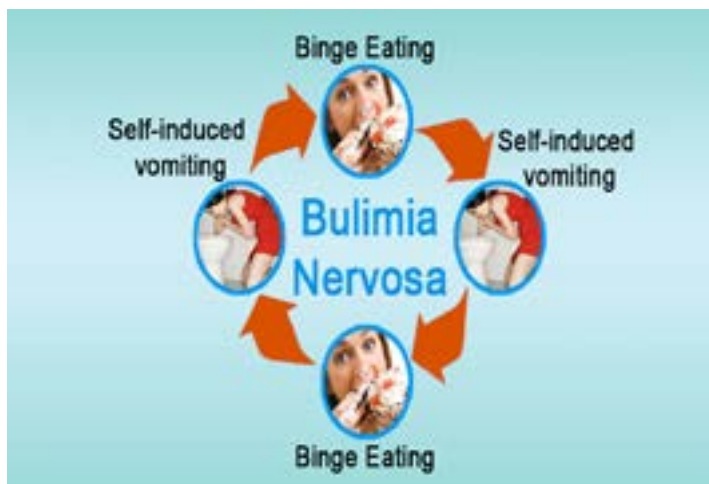 Binge Eating
Self-induced
vomiting
Self-induced
vomiting
Bulimia
Nervosa
Binge Eating